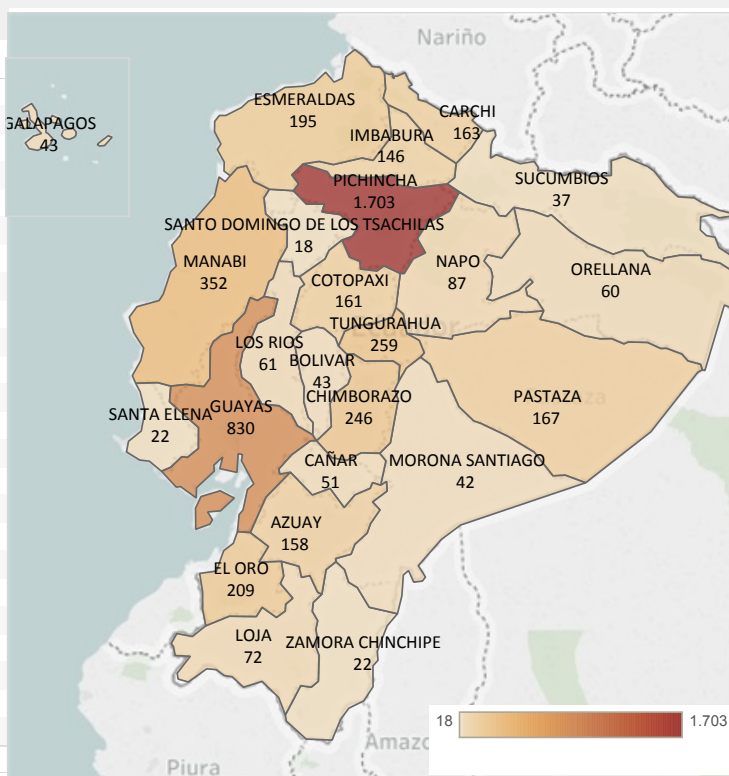 Nariño
ESMERALDAS
195
CARCHI
163
IMBABURA
146
GALAPAGOS
43
PICHINCHA
1.703
SUCUMBIOS
37
SANTO DOMINGO DE LOS TSACHILAS
18
MANABI
352
NAPO
87
ORELLANA
60
COTOPAXI
161
TUNGURAHUA
259
LOS RIOS
61
BOLIVAR
43
CHIMBORAZO
246
PASTAZA
167
SANTA ELENA
22
GUAYAS
830
CAÑAR
51
MORONA SANTIAGO
42
AZUAY
158
EL ORO
209
LOJA
72
ZAMORA CHINCHIPE
22
18
1.703
Amazo
Piura